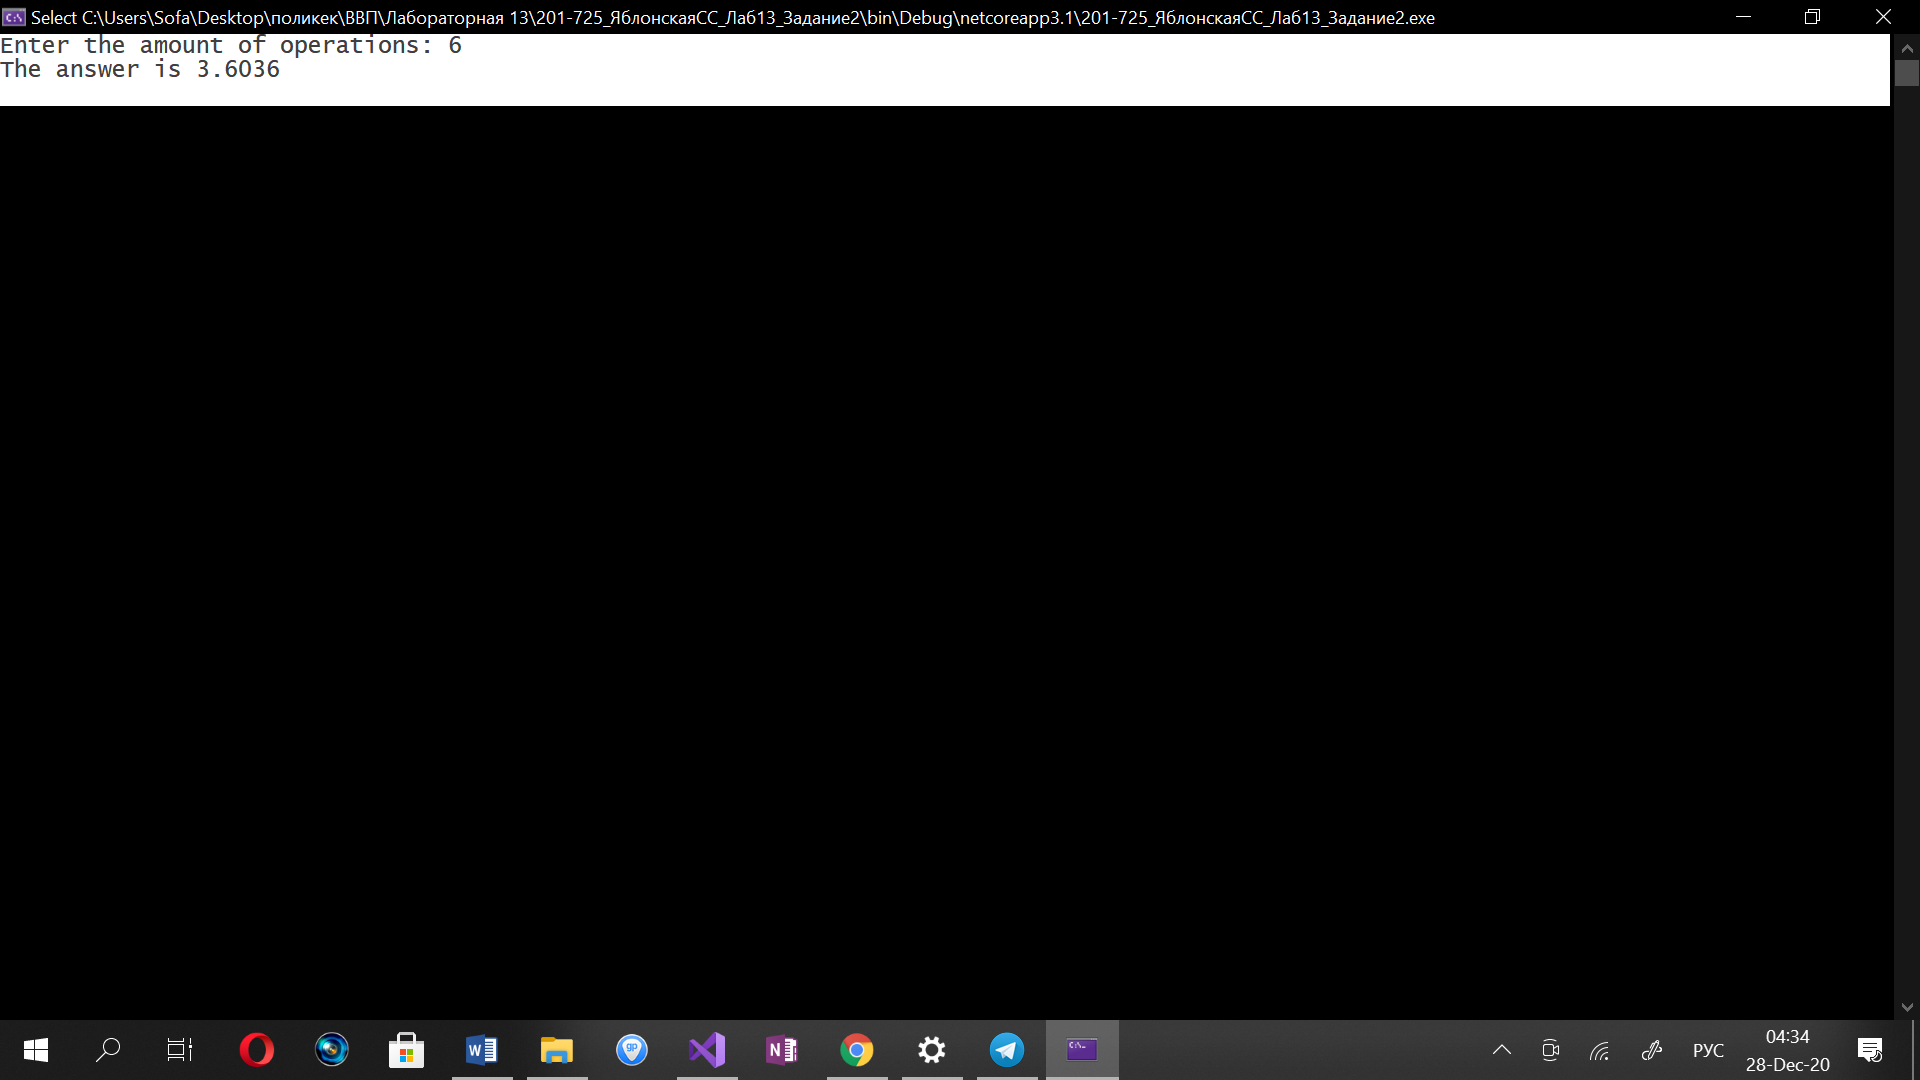 Select C:\Users\Sofa\Desktop\поликек\ВВП\Лабораторная 13\201-725_ЯблонскаяСС_Лаб13_Задание2\bin\Debug\netcoreapp3.1\201-725_ЯблонскаяСС_Лаб13_Задание2.exe
Enter the amount of operations: 6
The answer is 3.6036
РУС
04:34
28-Dec-20